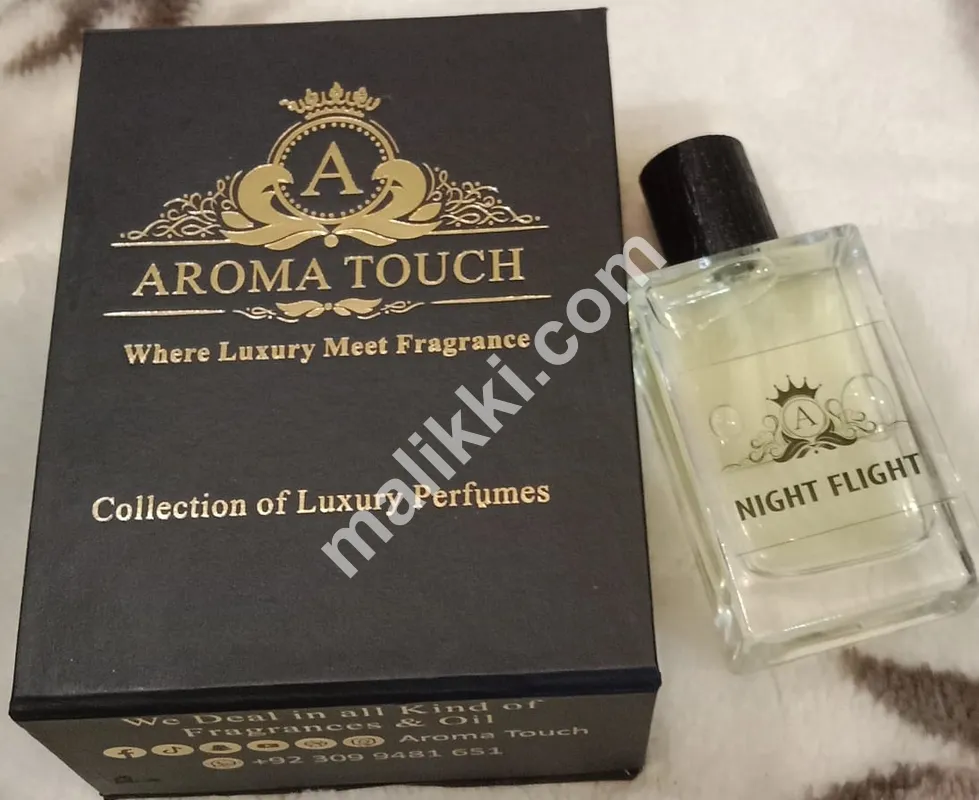 A
AROMA TOUCH
Where Luxury Meet Fragrance
Collection of Luxury Perfumes
We Deal in all Kind of
Fragrances & Oil
Aroma Touch
+92 309 9481 651
A
NIGHT FLIGHT
malikki.com